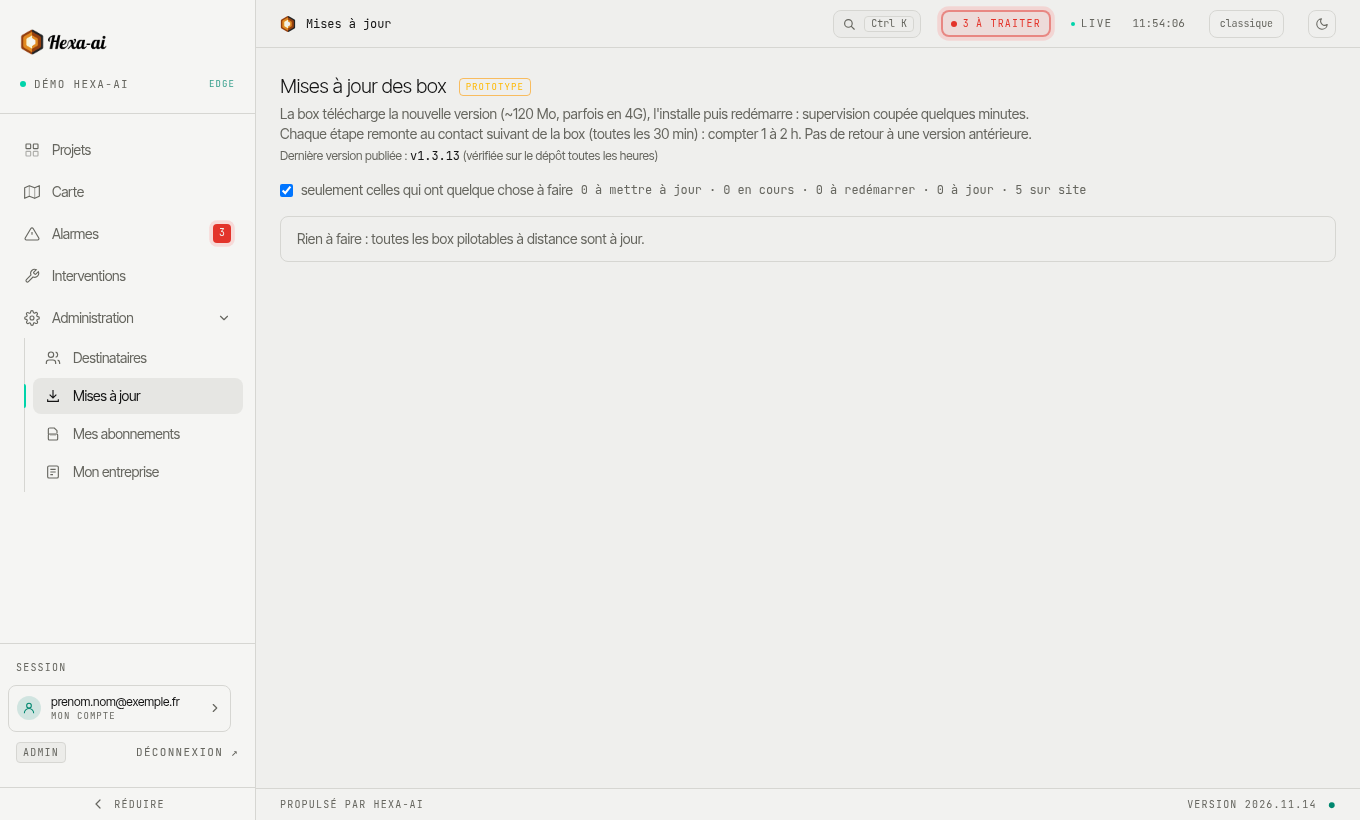 Hexa-ai
DÉMO HEXA-AI
EDGE
Projets
Carte
Alarmes
3
Interventions
Administration
Destinataires
Mises à jour
Mes abonnements
Mon entreprise
SESSION
prenom.nom@exemple.fr
MON COMPTE
ADMIN
DÉCONNEXION ↗
RÉDUIRE
Mises à jour
Ctrl K
3 À TRAITER
LIVE
11:54:06
classique
Mises à jour des box
PROTOTYPE
La box télécharge la nouvelle version (~120 Mo, parfois en 4G), l'installe puis redémarre : supervision coupée quelques minutes.
Chaque étape remonte au contact suivant de la box (toutes les 30 min) : compter 1 à 2 h. Pas de retour à une version antérieure.
Dernière version publiée : v1.3.13 (vérifiée sur le dépôt toutes les heures)
seulement celles qui ont quelque chose à faire 0 à mettre à jour · 0 en cours · 0 à redémarrer · 0 à jour · 5 sur site
Rien à faire : toutes les box pilotables à distance sont à jour.
PROPULSÉ PAR HEXA-AI
VERSION 2026.11.14